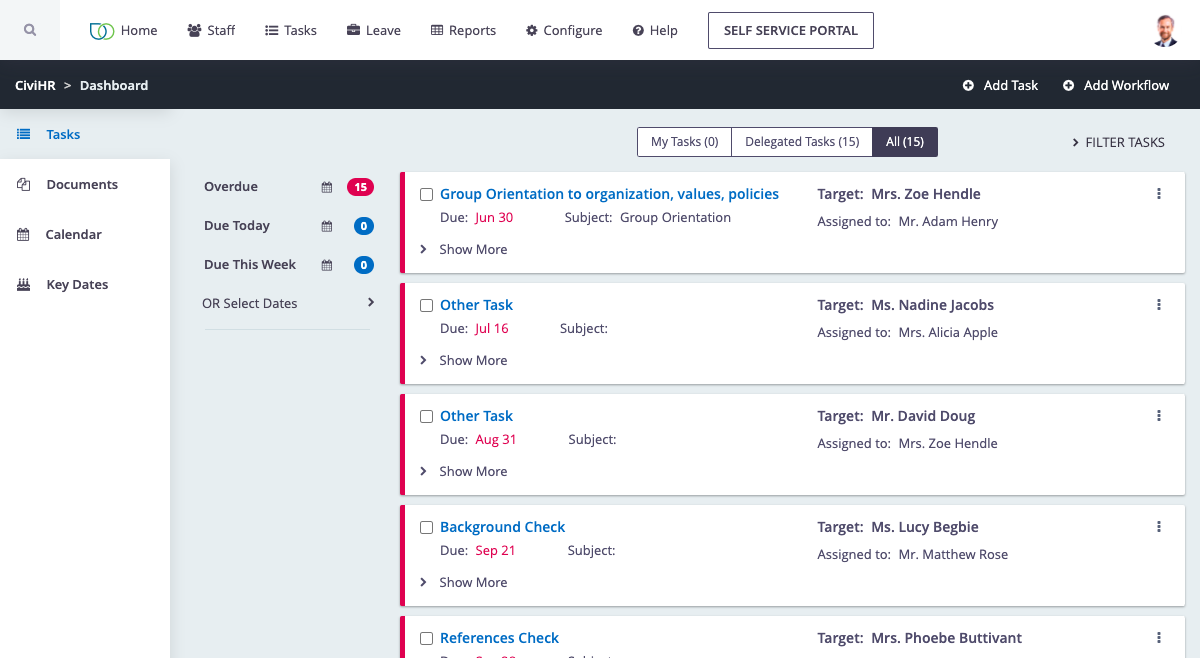 Home Staff Tasks Leave Reports Configure Help SELF SERVICE PORTAL
CiviHR > Dashboard Add Task Add Workflow
Tasks
Documents
Calendar
Key Dates
My Tasks (0) Delegated Tasks (15) All (15) FILTER TASKS
Overdue 15
Due Today 0
Due This Week 0
OR Select Dates
Group Orientation to organization, values, policies Target: Mrs. Zoe Hendle
Due: Jun 30 Subject: Group Orientation Assigned to: Mr. Adam Henry
Show More
Other Task Target: Ms. Nadine Jacobs
Due: Jul 16 Subject: Assigned to: Mrs. Alicia Apple
Show More
Other Task Target: Mr. David Doug
Due: Aug 31 Subject: Assigned to: Mrs. Zoe Hendle
Show More
Background Check Target: Ms. Lucy Begbie
Due: Sep 21 Subject: Assigned to: Mr. Matthew Rose
Show More
References Check Target: Mrs. Phoebe Buttivant